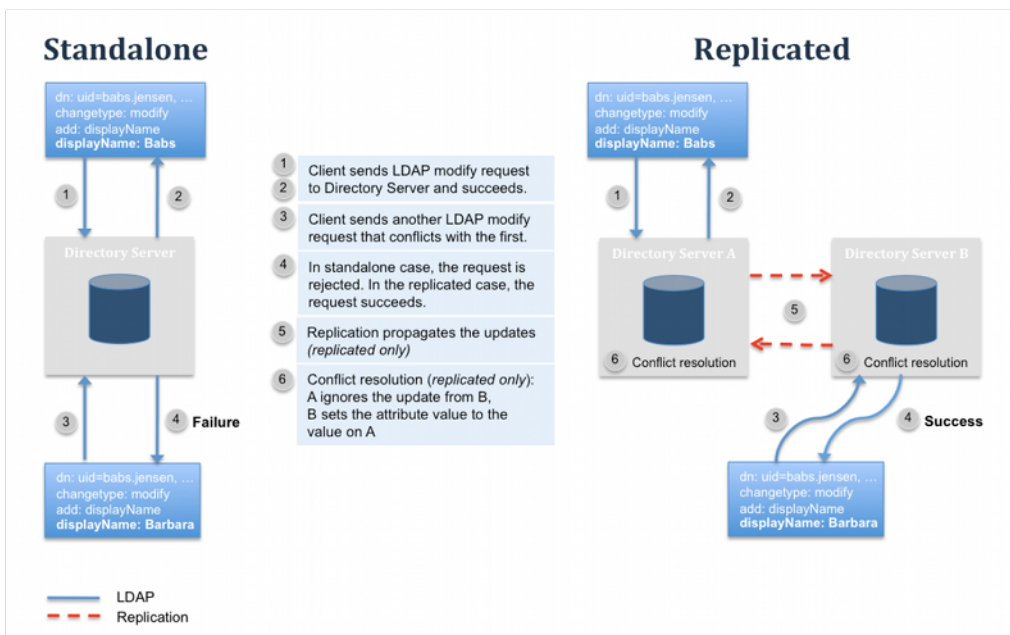 Standalone
Replicated
dn: uid=babs.jensen, ...
changetype: modify
add: displayName
displayName: Babs
1
2
Directory Server
3
4
Failure
dn: uid=babs.jensen, ...
changetype: modify
add: displayName
displayName: Barbara
1
2
Client sends LDAP modify request
to Directory Server and succeeds.
3
Client sends another LDAP modify
request that conflicts with the first.
4
In standalone case, the request is
rejected. In the replicated case, the
request succeeds.
5
Replication propagates the updates
(replicated only)
6
Conflict resolution (replicated only):
A ignores the update from B,
B sets the attribute value to the
value on A
dn: uid=babs.jensen, ...
changetype: modify
add: displayName
displayName: Babs
1
2
Directory Server A
Directory Server B
5
6 Conflict resolution
6 Conflict resolution
3
4
Success
dn: uid=babs.jensen, ...
changetype: modify
add: displayName
displayName: Barbara
LDAP
Replication